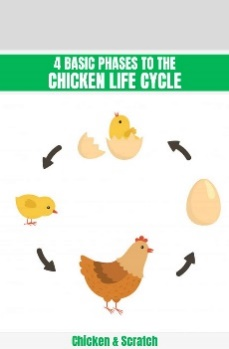 4 BASIC PHASES TO THE
CHICKEN LIFE CYCLE
Chicken & Scratch